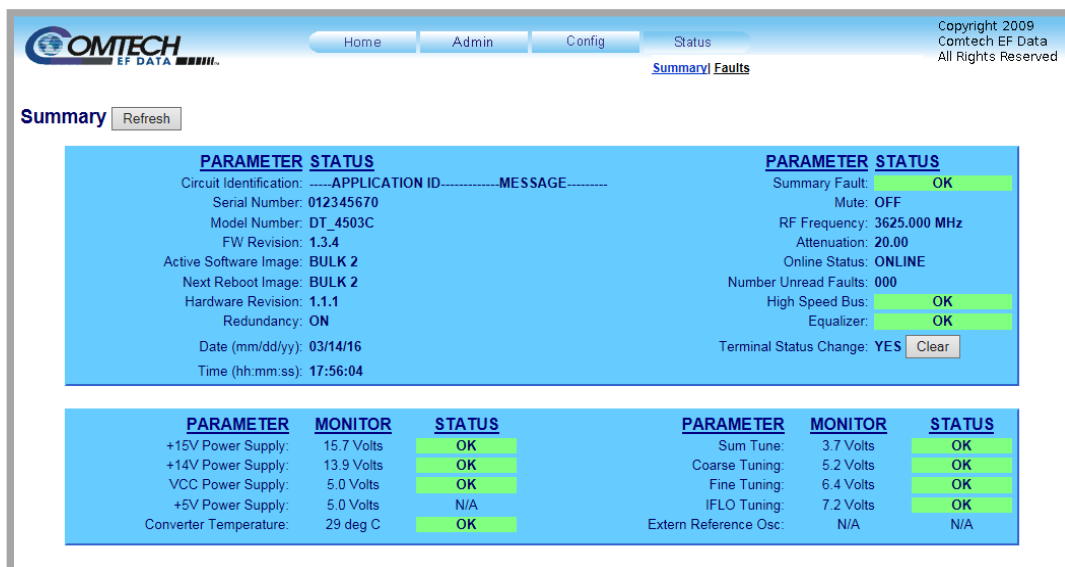 COMTECH
EF DATA
Home Admin Config Status
Summary| Faults
Copyright 2009
Comtech EF Data
All Rights Reserved
Summary Refresh
PARAMETER STATUS
Circuit Identification: -----APPLICATION ID-------------MESSAGE---------
Serial Number: 012345670
Model Number: DT_4503C
FW Revision: 1.3.4
Active Software Image: BULK 2
Next Reboot Image: BULK 2
Hardware Revision: 1.1.1
Redundancy: ON
Date (mm/dd/yy): 03/14/16
Time (hh:mm:ss): 17:56:04
PARAMETER STATUS
Summary Fault: OK
Mute: OFF
RF Frequency: 3625.000 MHz
Attenuation: 20.00
Online Status: ONLINE
Number Unread Faults: 000
High Speed Bus: OK
Equalizer: OK
Terminal Status Change: YES Clear
PARAMETER MONITOR STATUS
+15V Power Supply: 15.7 Volts OK
+14V Power Supply: 13.9 Volts OK
VCC Power Supply: 5.0 Volts OK
+5V Power Supply: 5.0 Volts N/A
Converter Temperature: 29 deg C OK
PARAMETER MONITOR STATUS
Sum Tune: 3.7 Volts OK
Coarse Tuning: 5.2 Volts OK
Fine Tuning: 6.4 Volts OK
IFLO Tuning: 7.2 Volts OK
Extern Reference Osc: N/A N/A